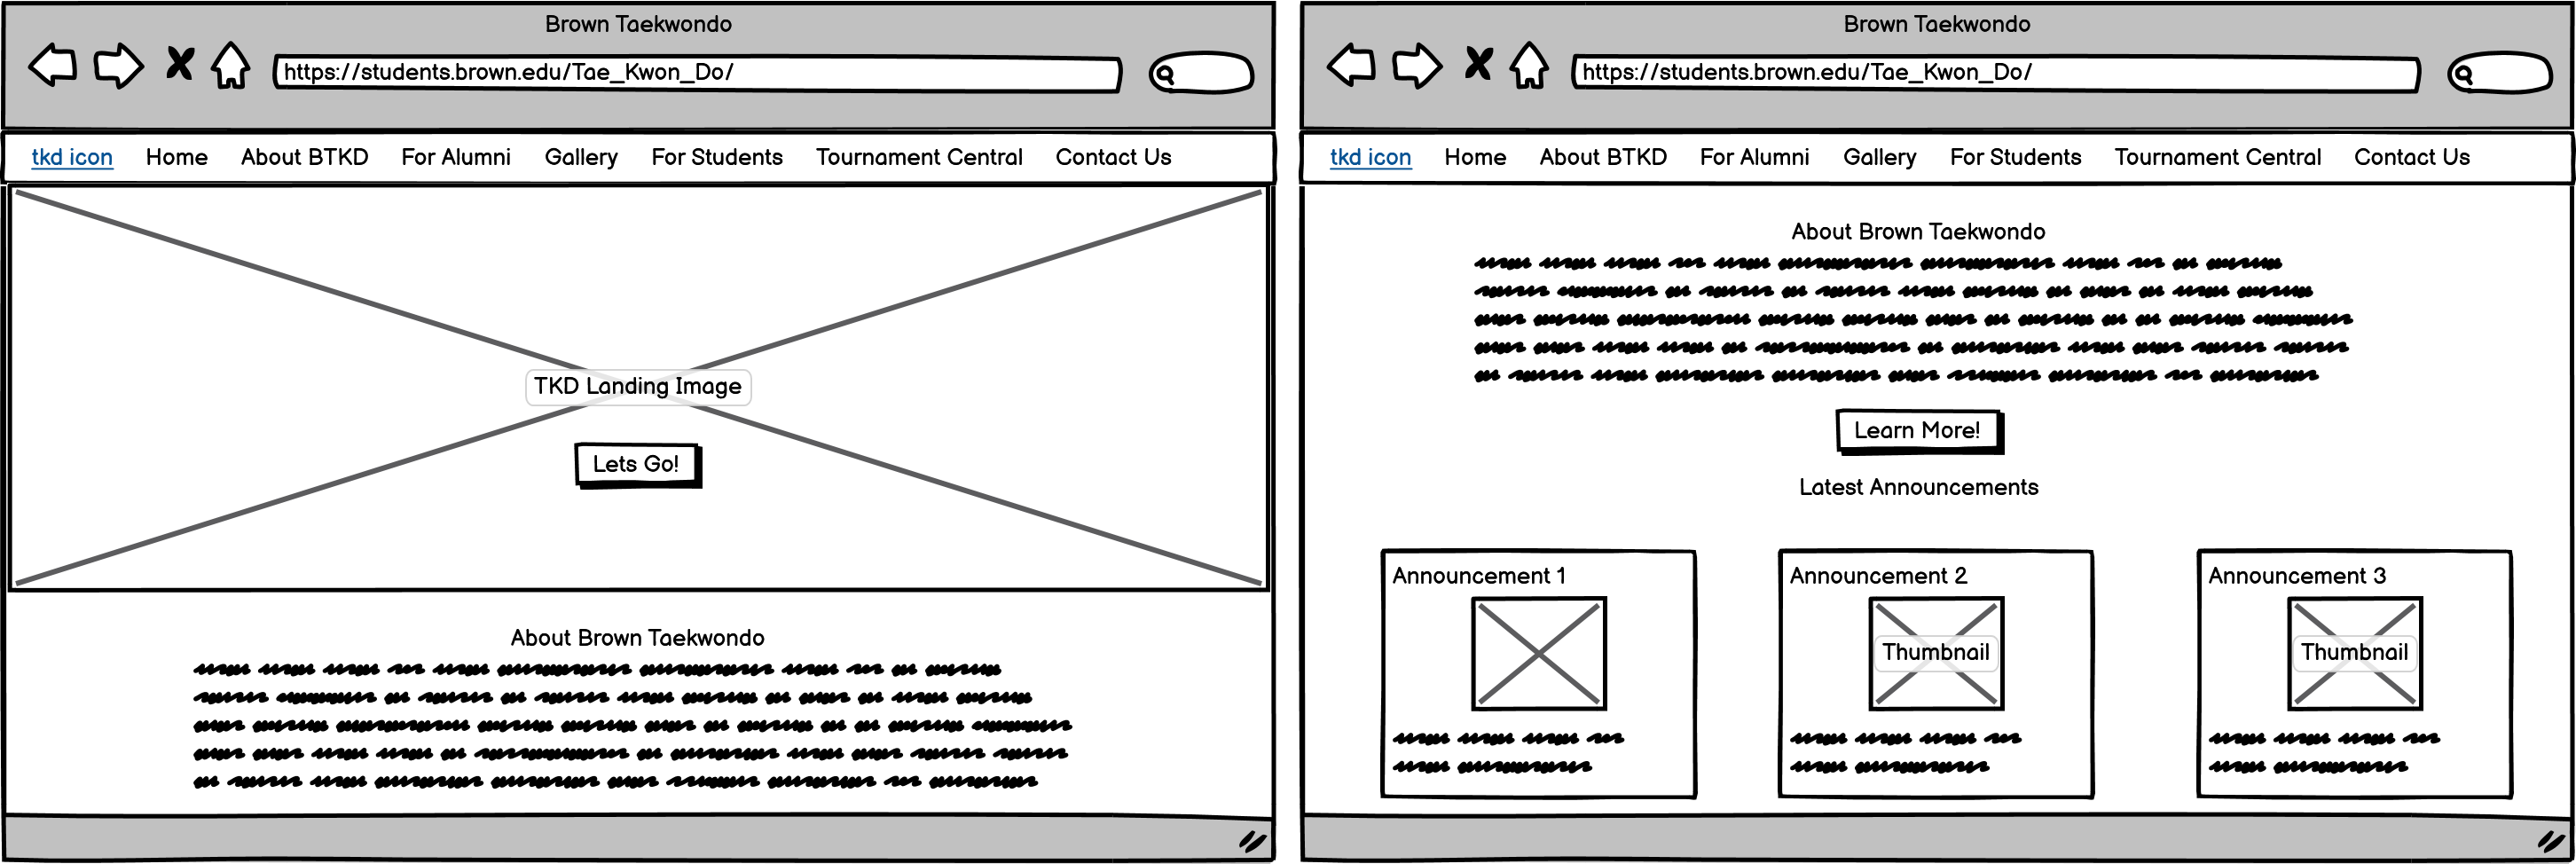 Brown Taekwondo
https://students.brown.edu/Tae_Kwon_Do/
tkd icon Home About BTKD For Alumni Gallery For Students Tournament Central Contact Us
TKD Landing Image
Lets Go!
About Brown Taekwondo
Brown Taekwondo
https://students.brown.edu/Tae_Kwon_Do/
tkd icon Home About BTKD For Alumni Gallery For Students Tournament Central Contact Us
About Brown Taekwondo
Learn More!
Latest Announcements
Announcement 1
Announcement 2
Thumbnail
Announcement 3
Thumbnail